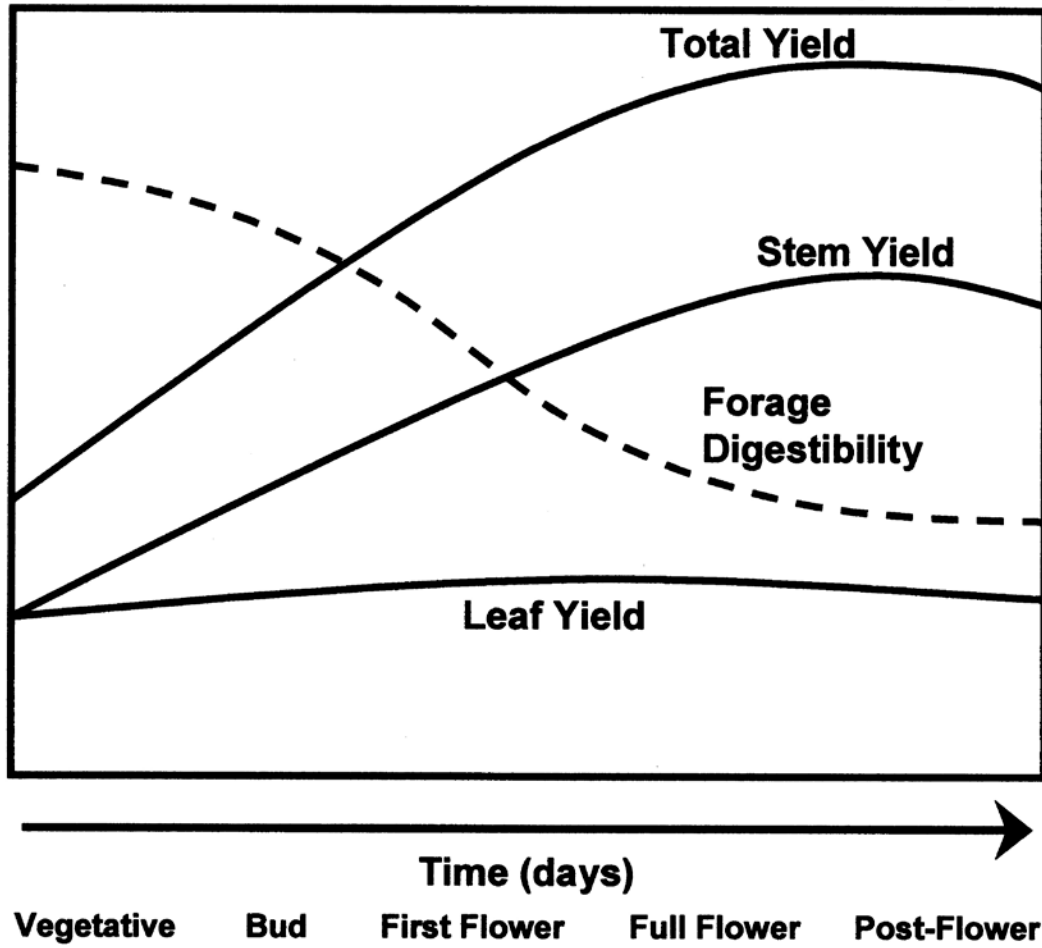 Total Yield
Stem Yield
Forage
Digestibility
Leaf Yield
Time (days)
Vegetative Bud First Flower Full Flower Post-Flower